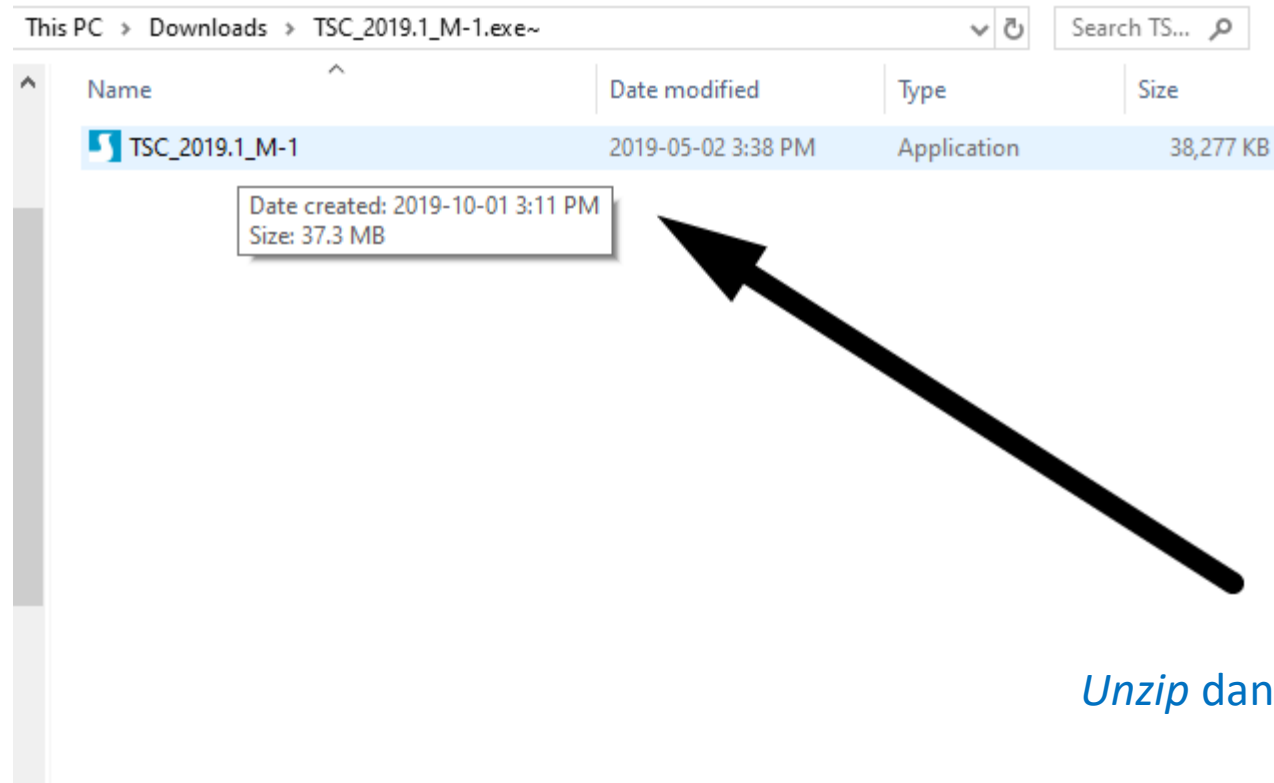 This PC > Downloads > TSC_2019.1_M-1.exe~ Search TS...
Name Date modified Type Size
TSC_2019.1_M-1 2019-05-02 3:38 PM Application 38,277 KB
Date created: 2019-10-01 3:11 PM
Size: 37.3 MB
Unzip dan